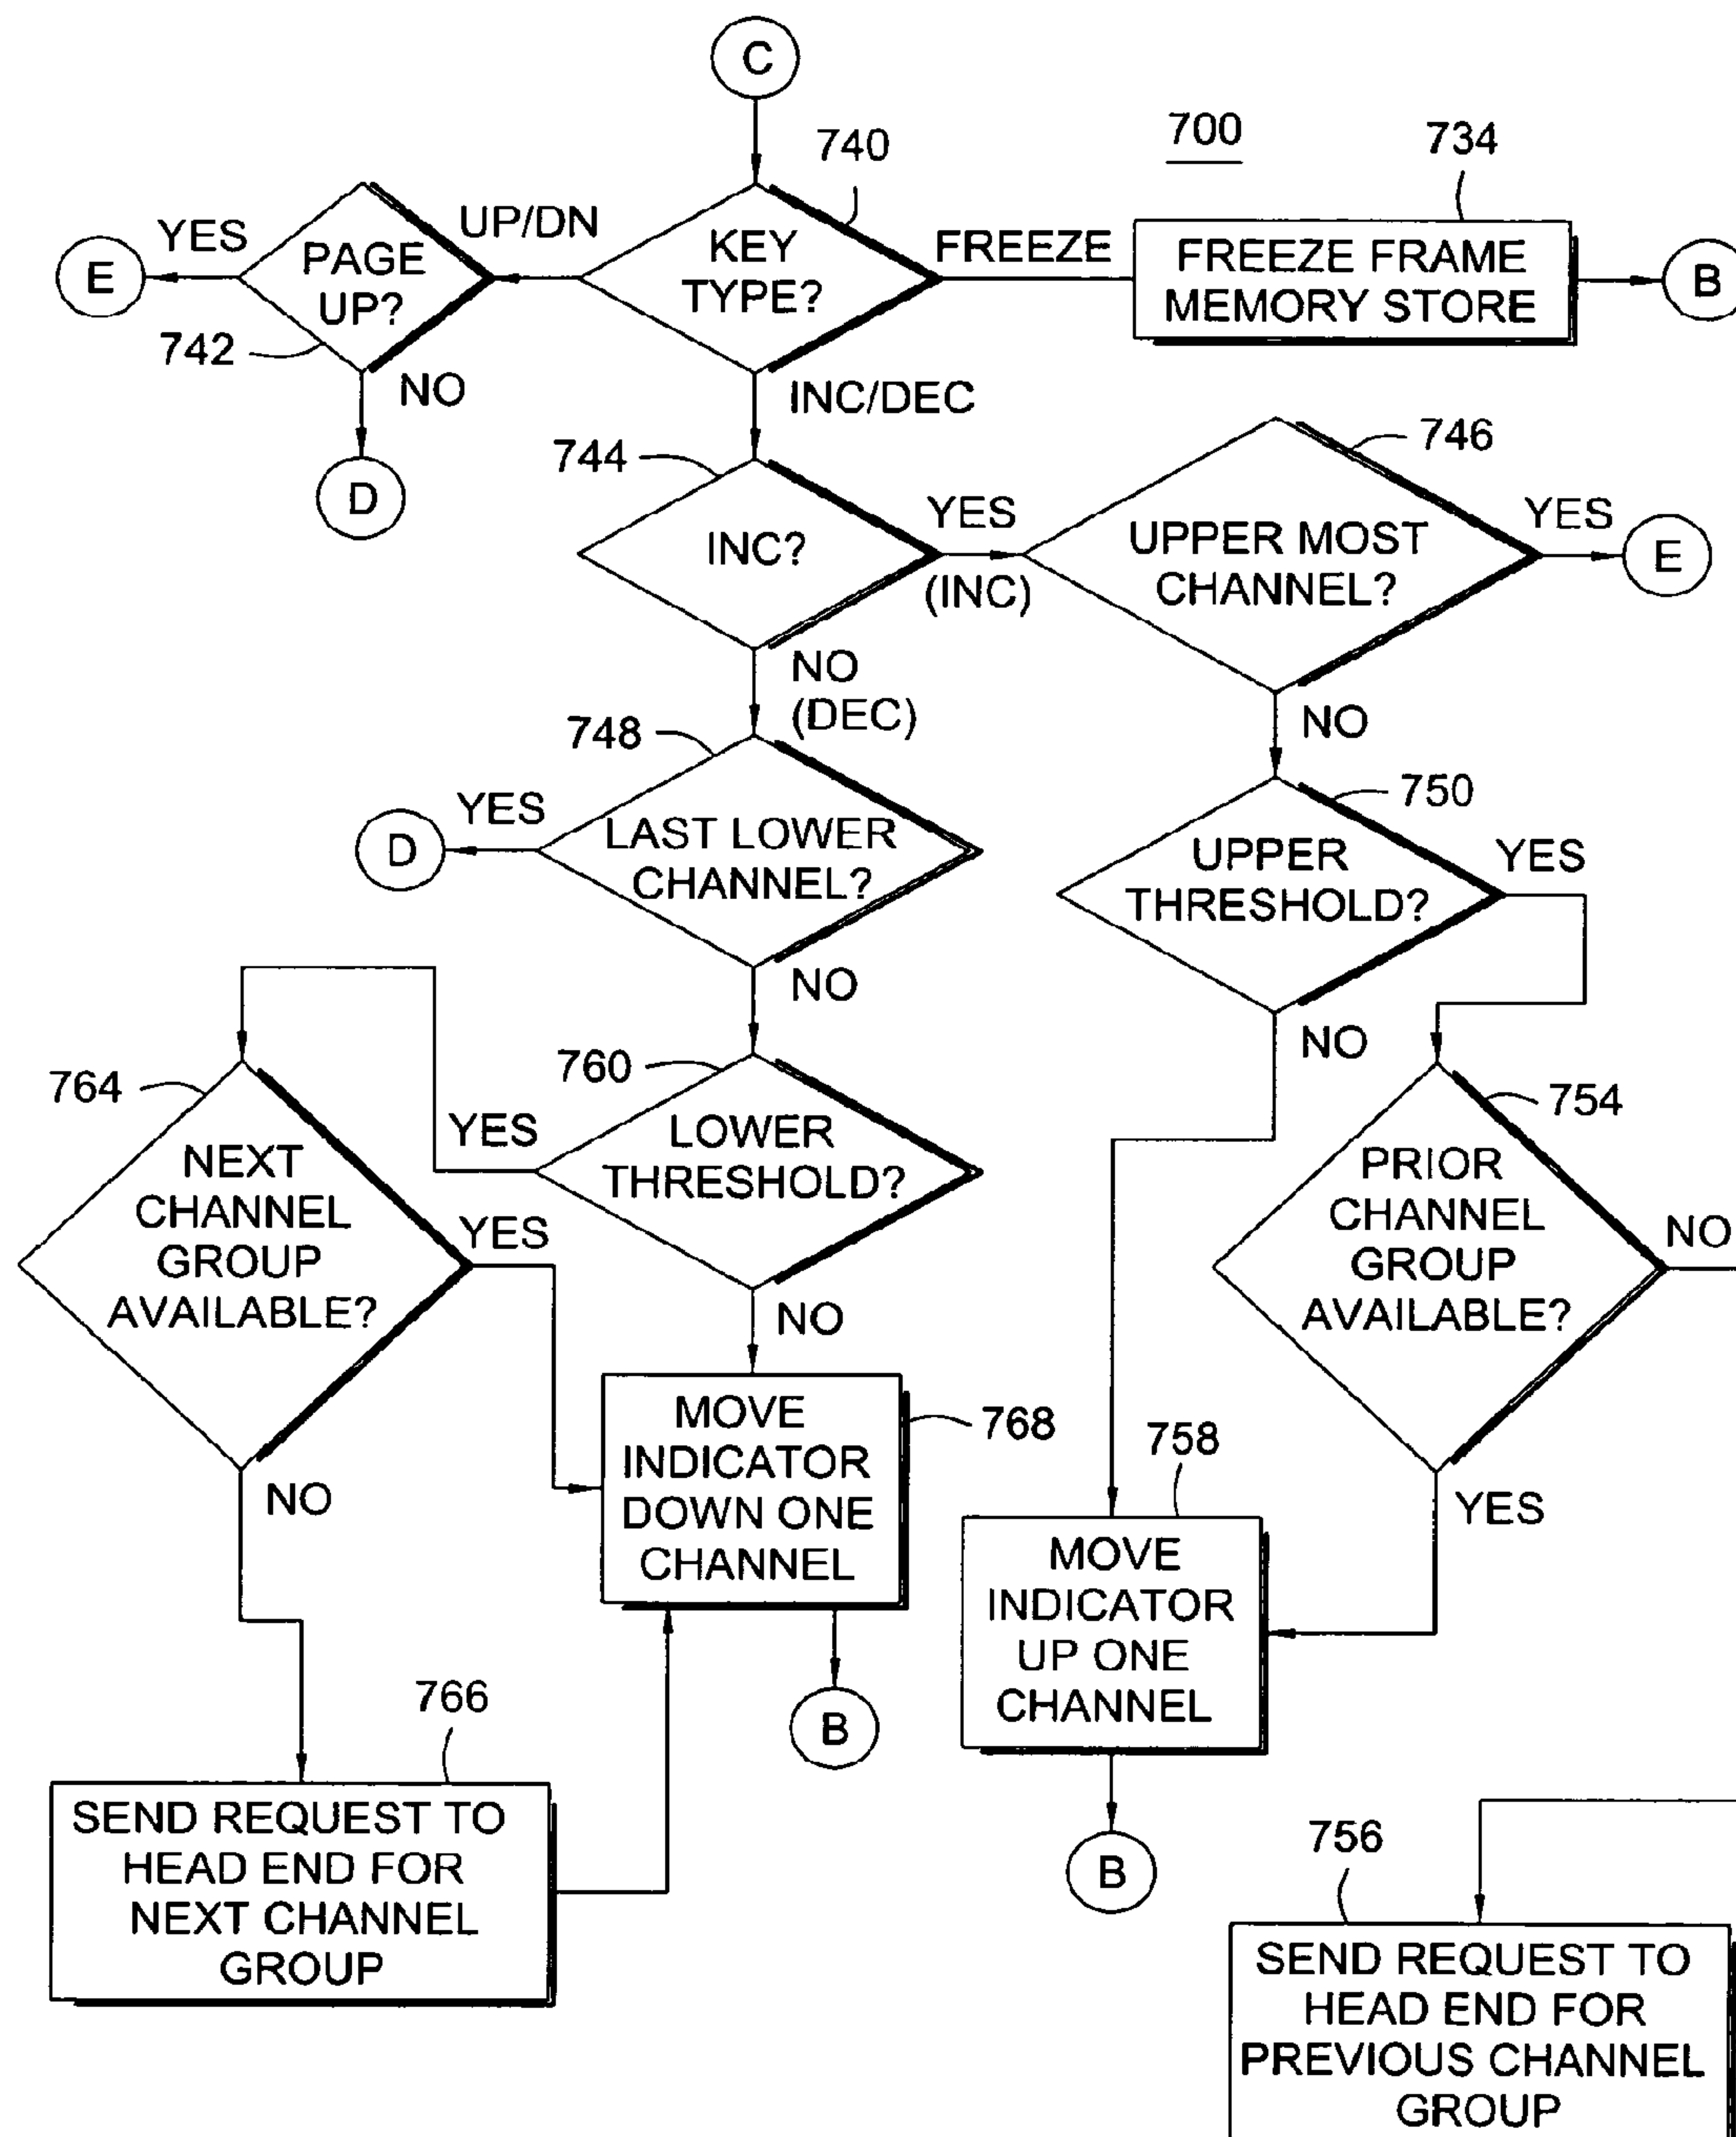 C
740
700
734
YES
UP/DN
E
PAGE
UP?
KEY
TYPE?
FREEZE
FREEZE FRAME
MEMORY STORE
B
742
NO
INC/DEC
D
744
746
INC?
YES
(INC)
UPPER MOST
CHANNEL?
YES
E
NO
(DEC)
NO
748
750
YES
D
LAST LOWER
CHANNEL?
UPPER
THRESHOLD?
YES
NO
NO
764
760
754
YES
LOWER
THRESHOLD?
NEXT
CHANNEL
GROUP
AVAILABLE?
YES
PRIOR
CHANNEL
GROUP
AVAILABLE?
NO
NO
MOVE
INDICATOR
DOWN ONE
CHANNEL
768
758
NO
YES
MOVE
INDICATOR
UP ONE
CHANNEL
766
B
SEND REQUEST TO
HEAD END FOR
NEXT CHANNEL
GROUP
B
756
SEND REQUEST TO
HEAD END FOR
PREVIOUS CHANNEL
GROUP